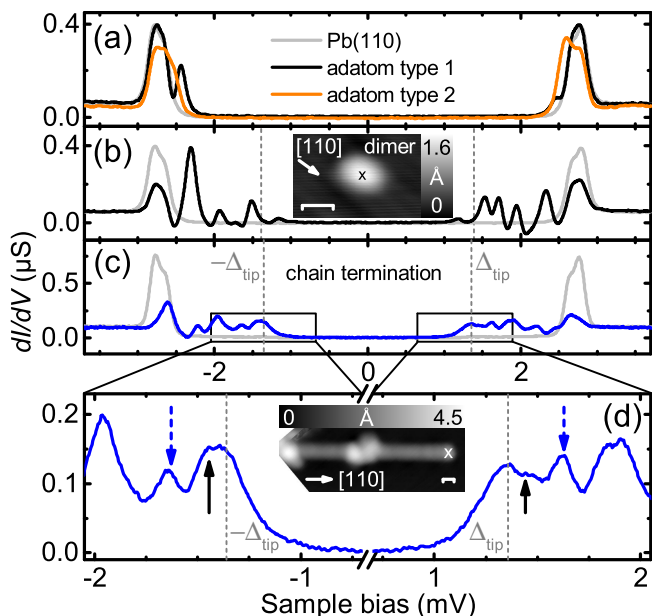 (a)
Pb(110)
adatom type 1
adatom type 2
0.4
0.0
(b)
[110]
dimer
x
1.6
Å
0
0.4
0.0
dI/dV (µS)
(c)
−Δtip
chain termination
Δtip
0.5
0.0
-2
0
2
(d)
0
Å
4.5
[110]
x
−Δtip
Δtip
0.2
0.1
0.0
-2
-1
1
2
Sample bias (mV)